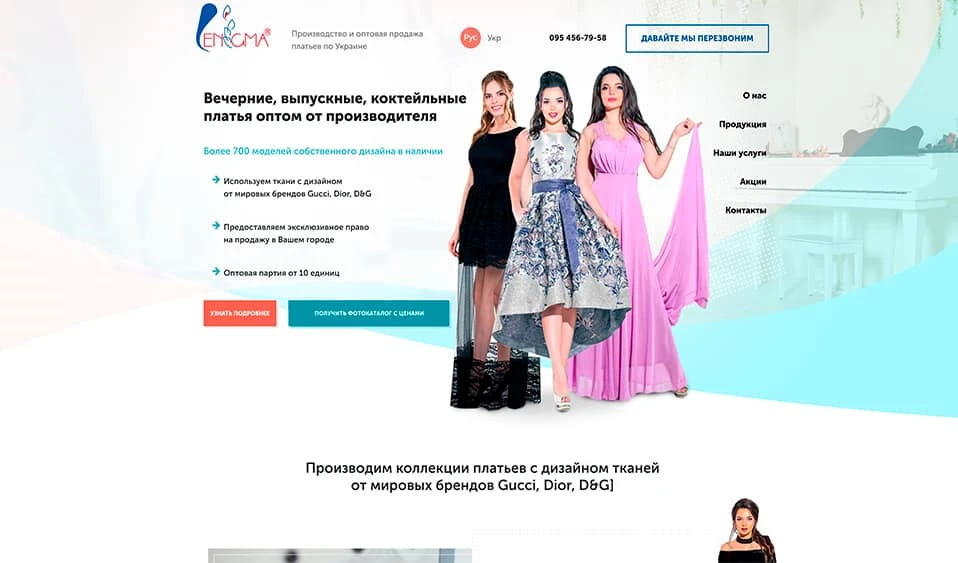 ENIGMA®
Производство и оптовая продажа
платьев по Украине
Рус Укр
095 456-79-58
ДАВАЙТЕ МЫ ПЕРЕЗВОНИМ
Вечерние, выпускные, коктейльные
платья оптом от производителя
Более 700 моделей собственного дизайна в наличии
Используем ткани с дизайном
от мировых брендов Gucci, Dior, D&G
Предоставляем эксклюзивное право
на продажу в Вашем городе
Оптовая партия от 10 единиц
УЗНАТЬ ПОДРОБНЕЕ
ПОЛУЧИТЬ ФОТОКАТАЛОГ С ЦЕНАМИ
О нас
Продукция
Наши услуги
Акции
Контакты
Производим коллекции платьев с дизайном тканей
от мировых брендов Gucci, Dior, D&G]